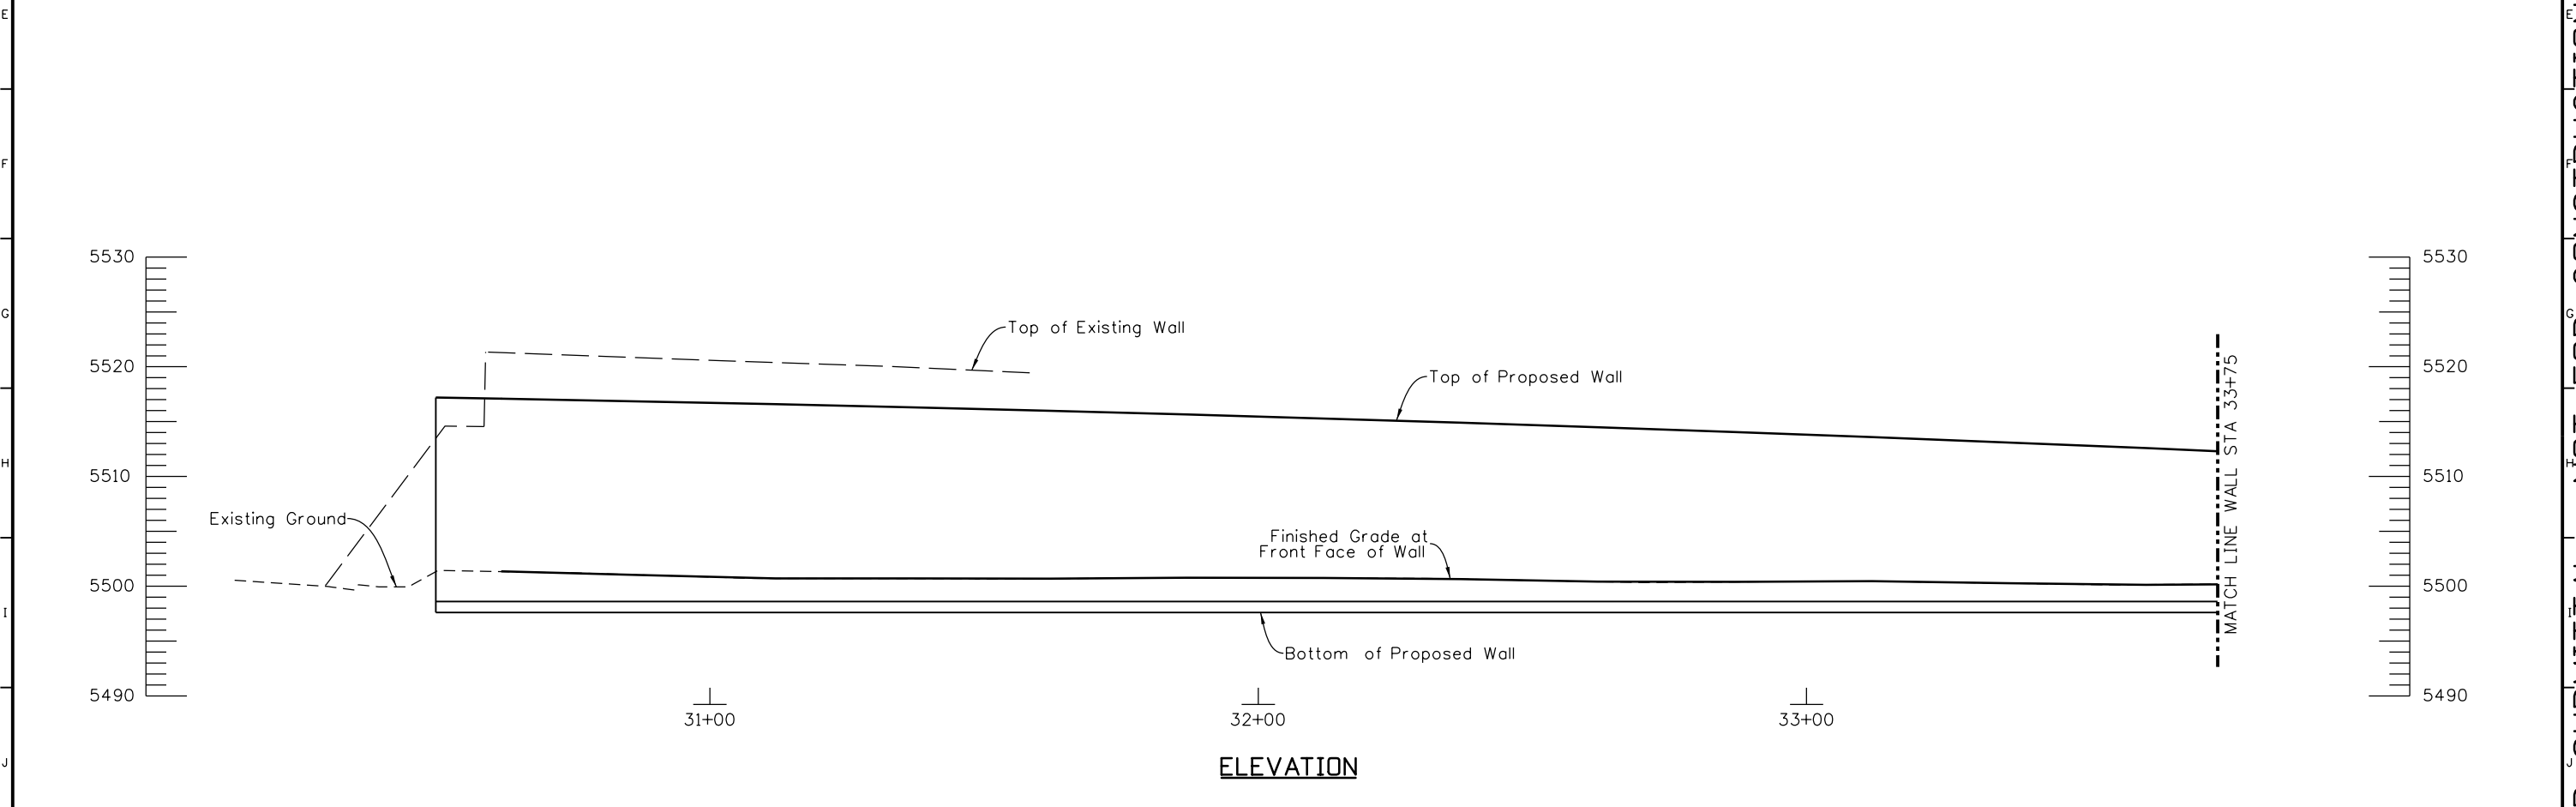 E
F
G
H
I
J
5530
5520
5510
5500
5490
Top of Existing Wall
Top of Proposed Wall
Existing Ground
Finished Grade at
Front Face of Wall
Bottom of Proposed Wall
MATCH LINE WALL STA 33+75
31+00
32+00
33+00
ELEVATION
5530
5520
5510
5500
5490
E
F
G
H
I
J